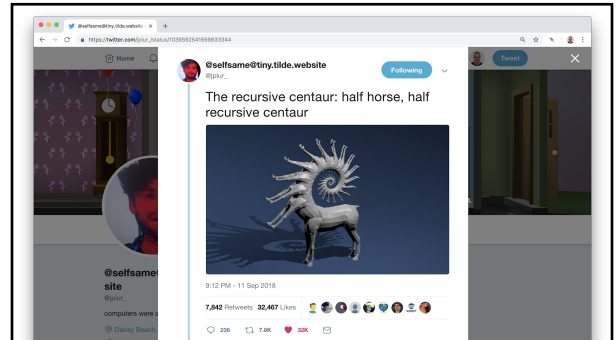 @selfsame@tiny.tilde.website
https://twitter.com/jplur_/status/1039592541656633344
Home
Tweet
@selfsame@tiny.tilde.website
@jplur_
Following
The recursive centaur: half horse, half
recursive centaur
9:12 PM - 11 Sep 2018
7,842 Retweets 32,467 Likes
236 7.8K 32K
@selfsame
site
@jplur_
computers were a
Delray Beach,